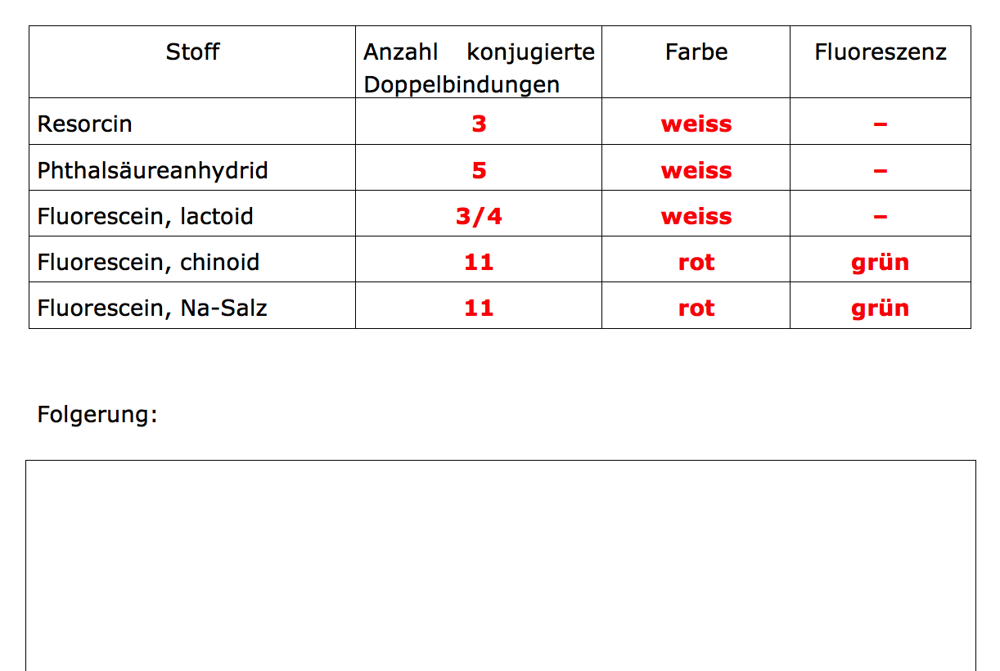 Stoff Anzahl konjugierte Farbe Fluoreszenz
Doppelbindungen
Resorcin 3 weiss –
Phthalsäureanhydrid 5 weiss –
Fluorescein, lactoid 3/4 weiss –
Fluorescein, chinoid 11 rot grün
Fluorescein, Na-Salz 11 rot grün
Folgerung: